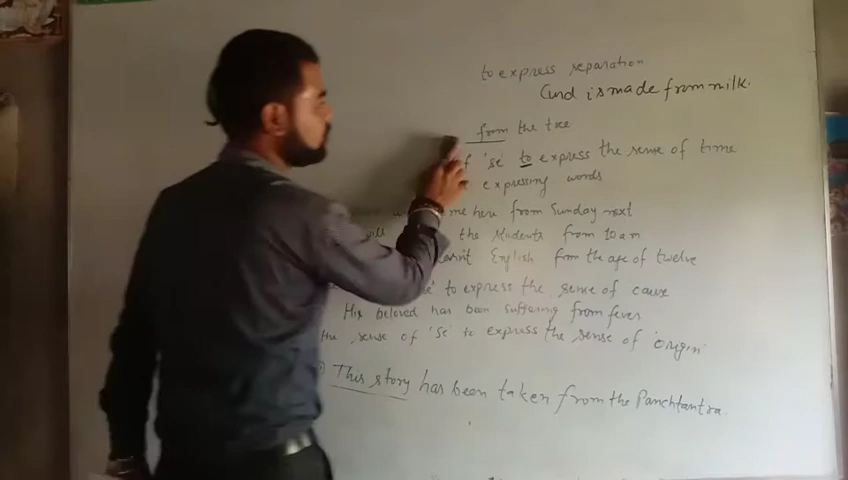 to express separation
Curd is made from milk.
from the tree
'se' to express the sense of time
expressing words
me here from Sunday next
the students from 10 am
learnt English from the age of twelve
to express the sense of cause
His beloved has been suffering from fever
the sense of 'se' to express the sense of 'origin'
This story has been taken from the Panchtantra.